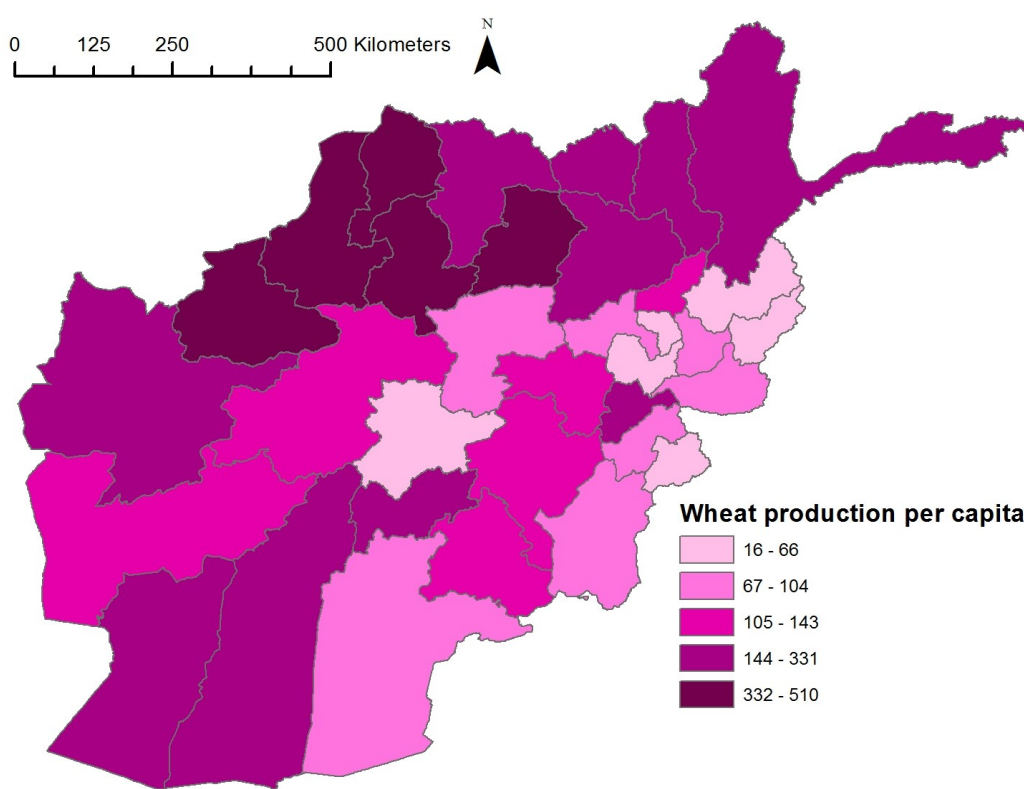 N
0 125 250 500 Kilometers
Wheat production per capita
16 - 66
67 - 104
105 - 143
144 - 331
332 - 510